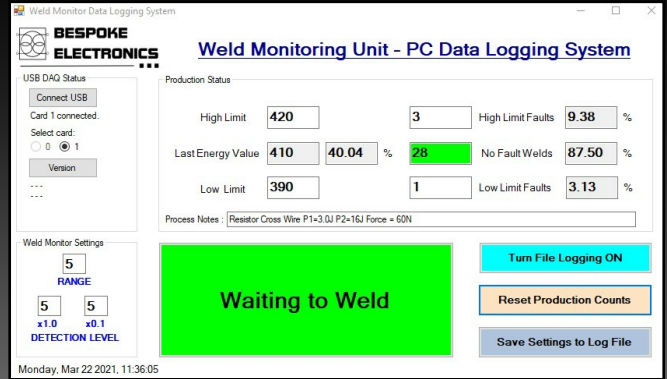 Weld Monitor Data Logging System
BESPOKE
ELECTRONICS
Weld Monitoring Unit - PC Data Logging System
USB DAQ Status
Connect USB
Card 1 connected.
Select card:
0 1
Version
---
---
Production Status
High Limit 420 3 High Limit Faults 9.38 %
Last Energy Value 410 40.04 % 28 No Fault Welds 87.50 %
Low Limit 390 1 Low Limit Faults 3.13 %
Process Notes : Resistor Cross Wire P1=3.0J P2=16J Force = 60N
Weld Monitor Settings
5
RANGE
5 5
x1.0 x0.1
DETECTION LEVEL
Waiting to Weld
Turn File Logging ON
Reset Production Counts
Save Settings to Log File
Monday, Mar 22 2021, 11:36:05